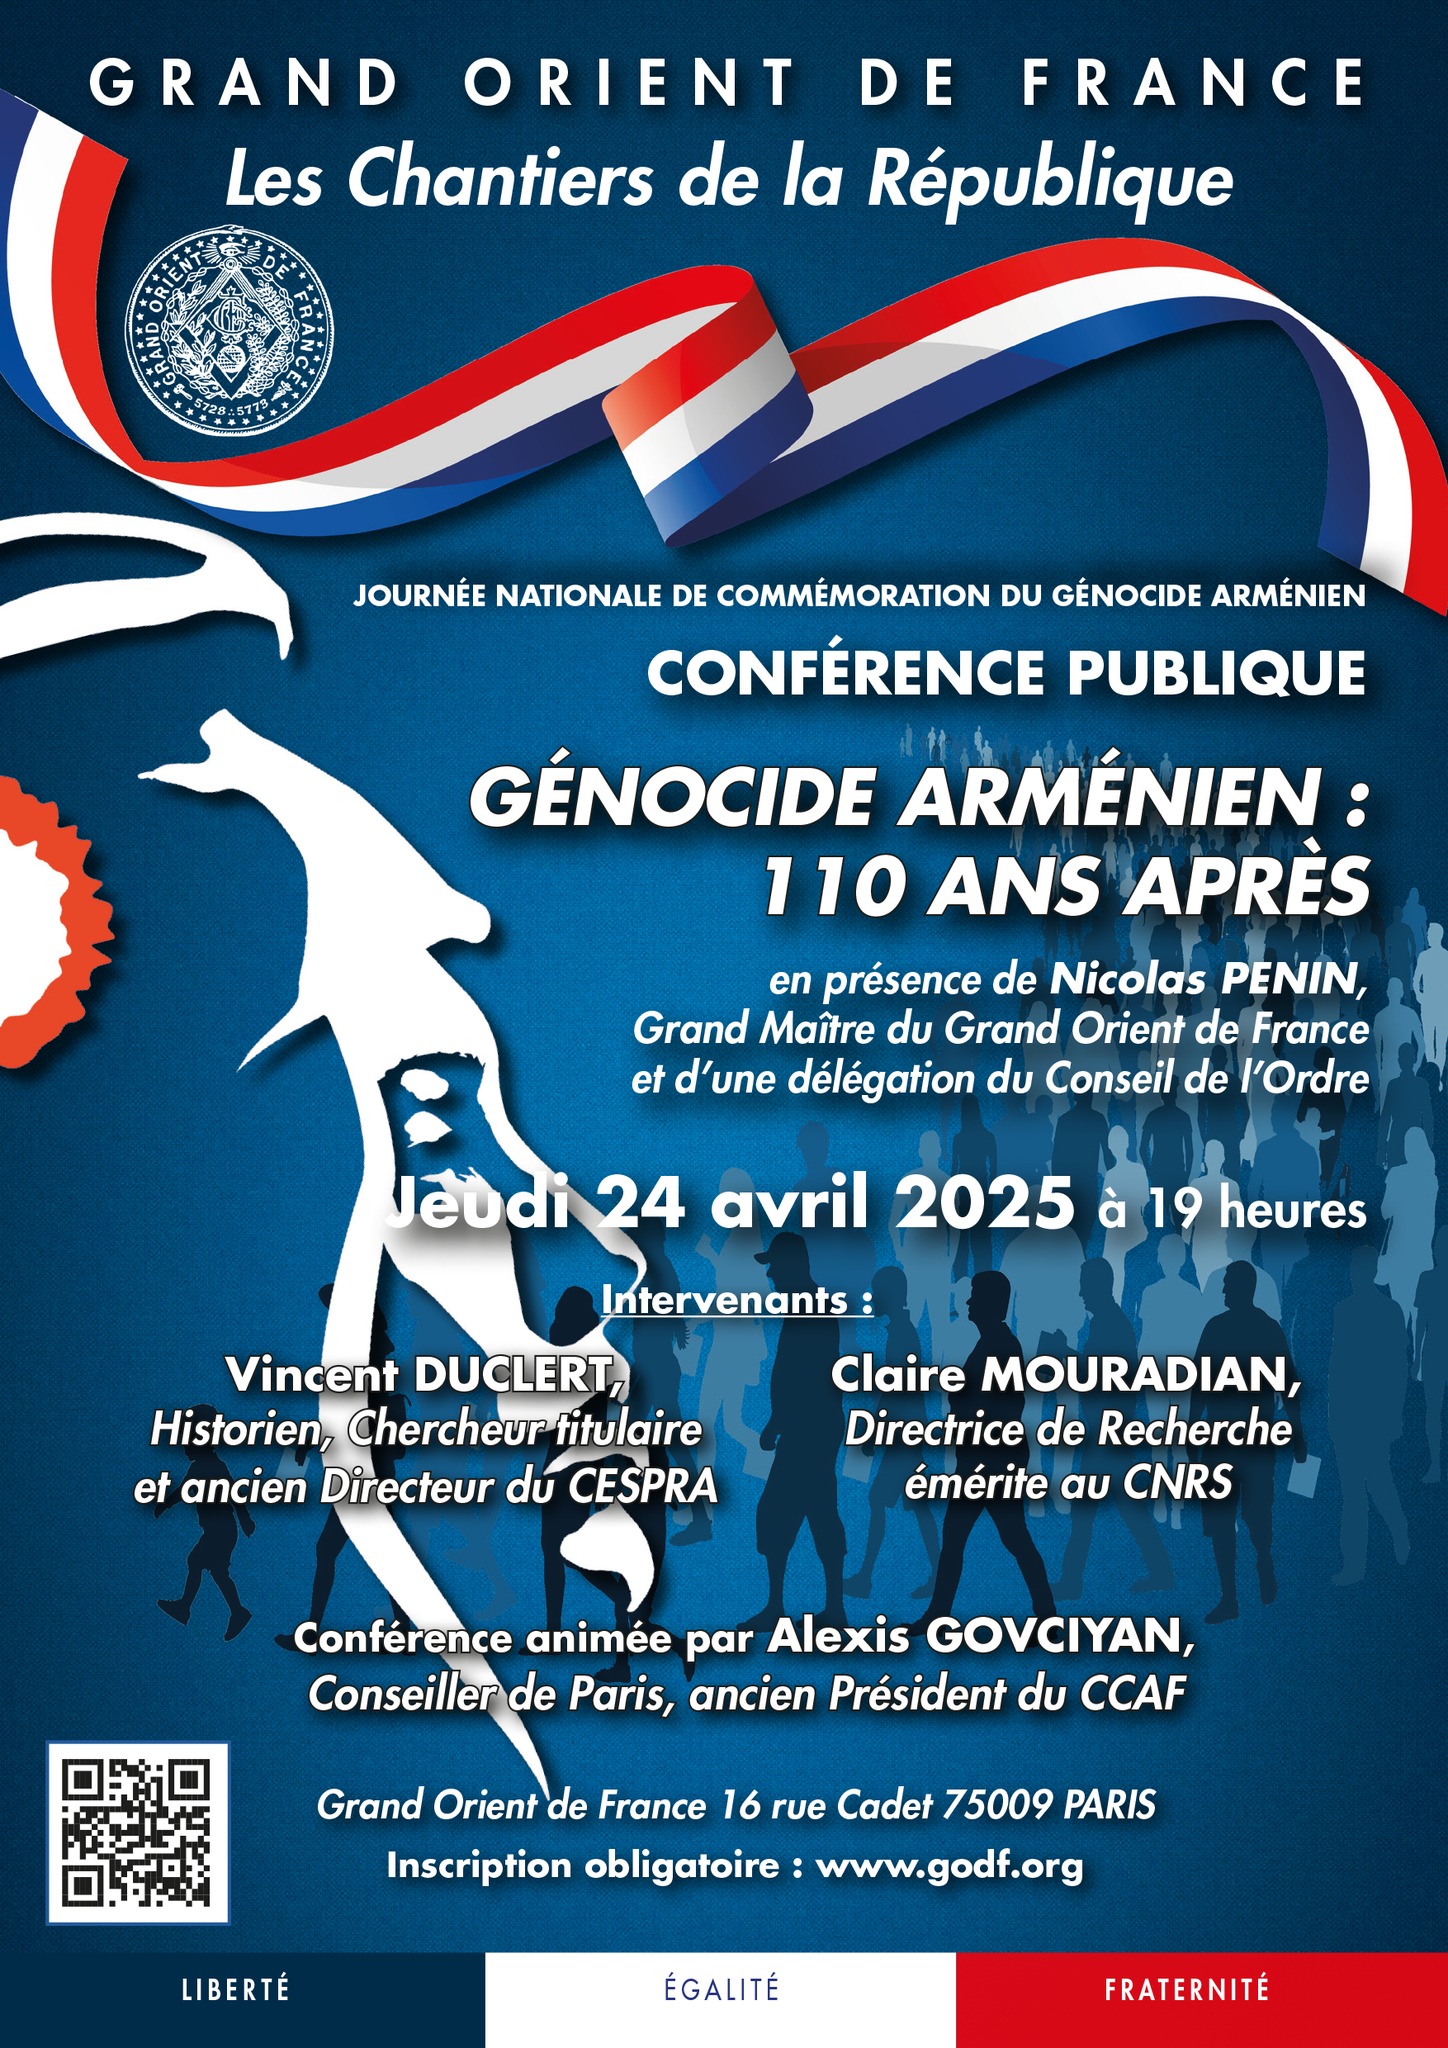 GRAND ORIENT DE FRANCE
Les Chantiers de la République
GRAND ORIENT DE FRANCE
5728 ∴ 5773
JOURNÉE NATIONALE DE COMMÉMORATION DU GÉNOCIDE ARMÉNIEN
CONFÉRENCE PUBLIQUE
GÉNOCIDE ARMÉNIEN :
110 ANS APRÈS
en présence de Nicolas PENIN,
Grand Maître du Grand Orient de France
et d'une délégation du Conseil de l'Ordre
Jeudi 24 avril 2025 à 19 heures
Intervenants :
Vincent DUCLERT,
Historien, Chercheur titulaire
et ancien Directeur du CESPRA
Claire MOURADIAN,
Directrice de Recherche
émérite au CNRS
Conférence animée par Alexis GOVCIYAN,
Conseiller de Paris, ancien Président du CCAF
Grand Orient de France 16 rue Cadet 75009 PARIS
Inscription obligatoire : www.godf.org
LIBERTÉ
ÉGALITÉ
FRATERNITÉ